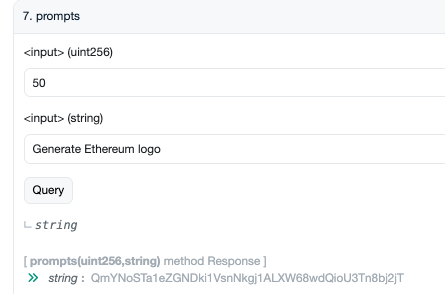 7. prompts
<input> (uint256)
50
<input> (string)
Generate Ethereum logo
Query
string
[ prompts(uint256,string) method Response ]
string : QmYNoSTa1eZGNDki1VsnNkgj1ALXW68wdQioU3Tn8bj2jT